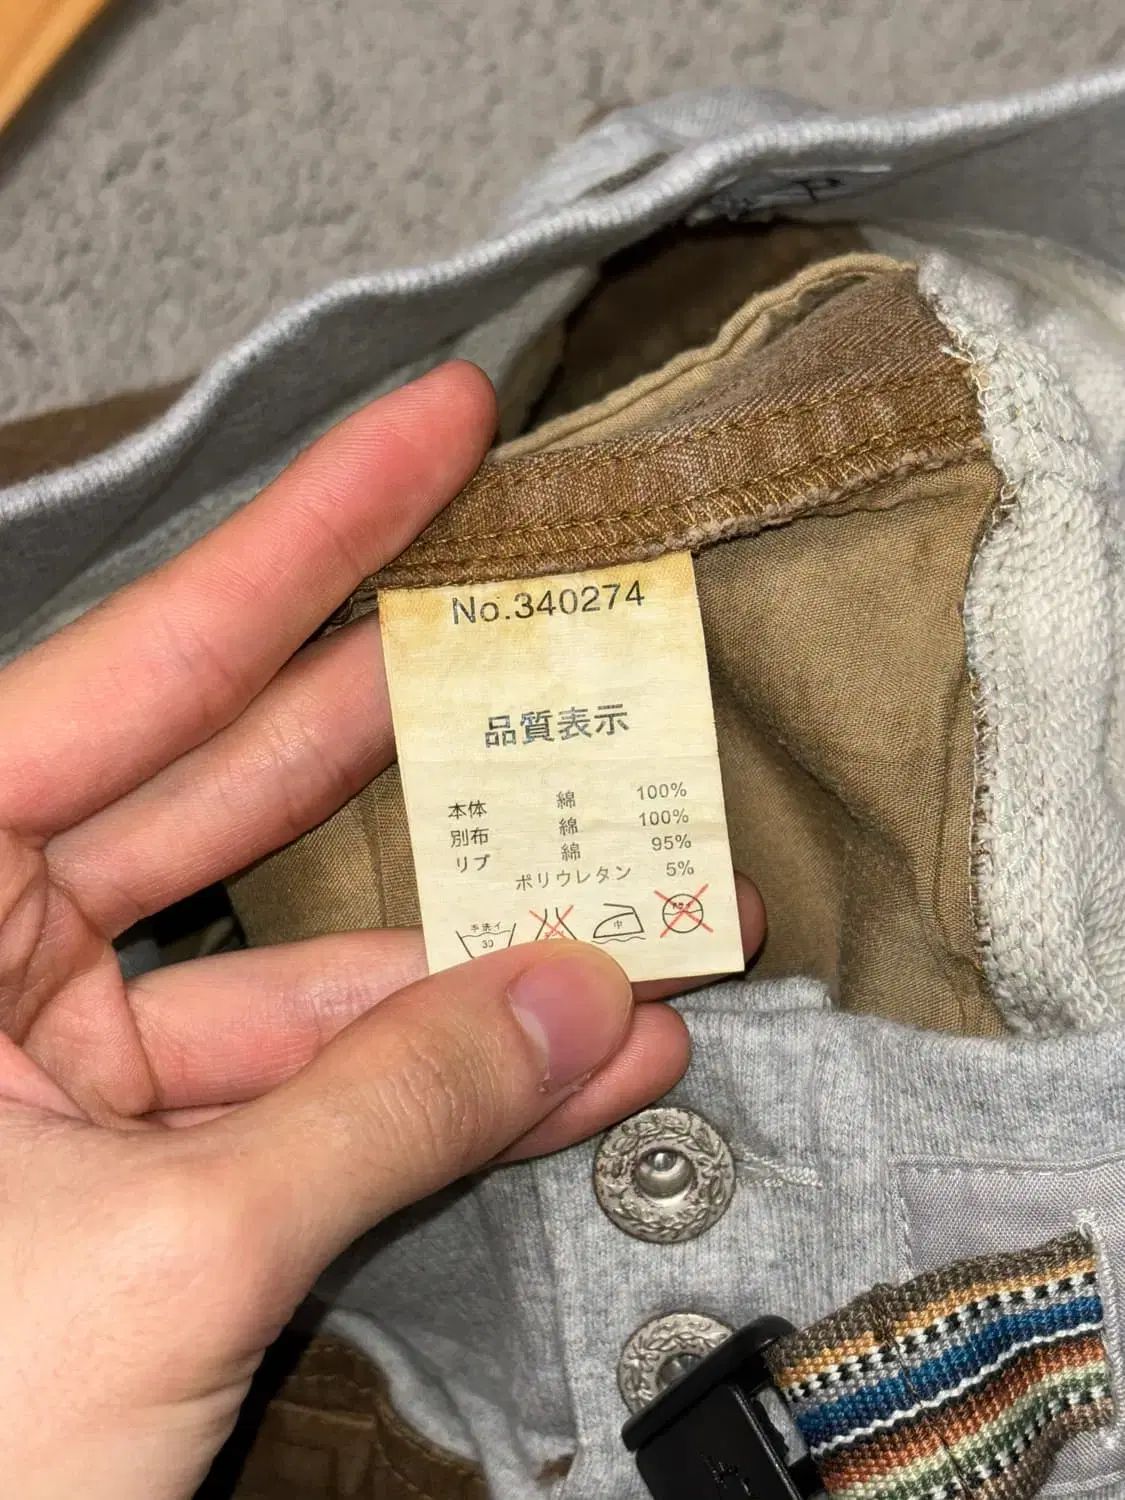 No.340274
品質表示
本体 綿 100%
別布 綿 100%
リブ 綿 95%
ポリウレタン 5%
手洗イ
30
中